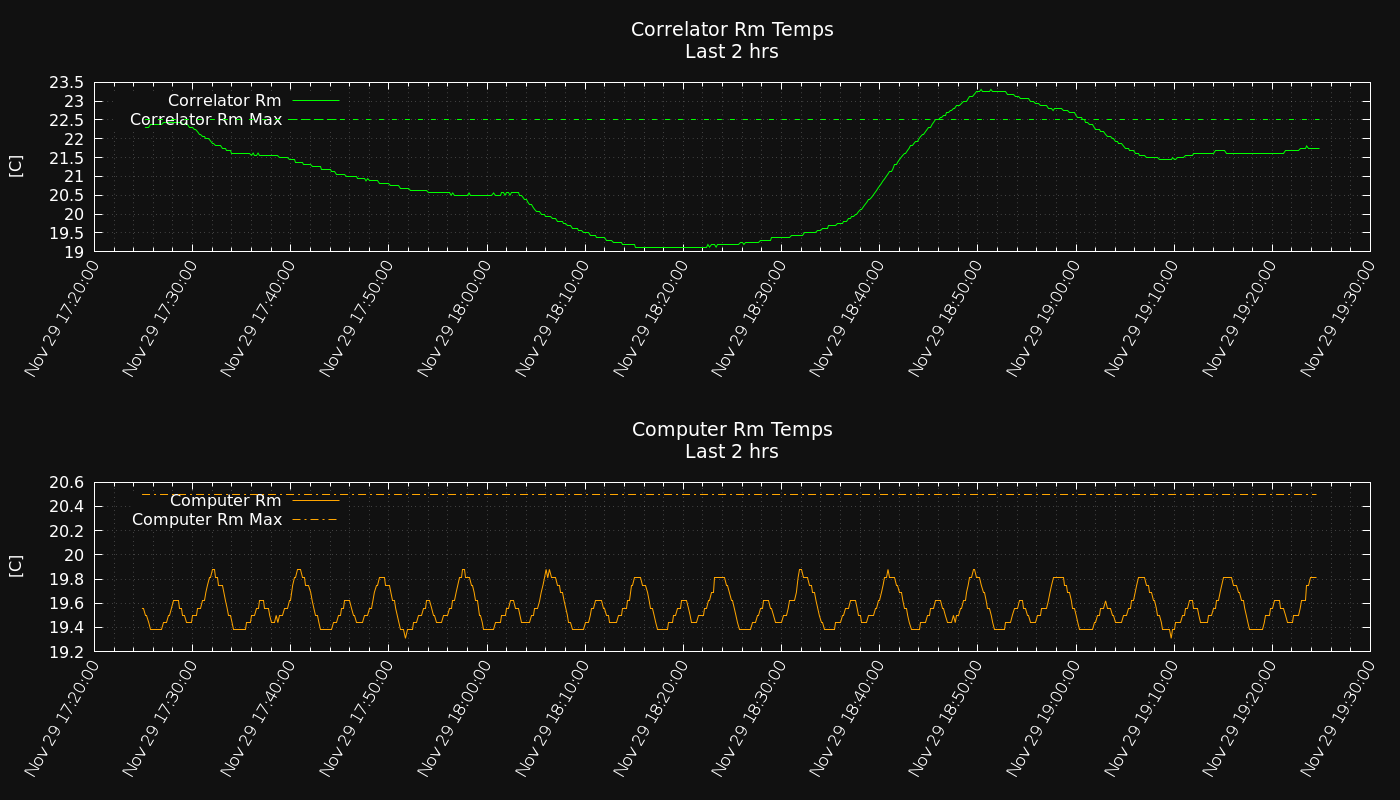 Correlator Rm Temps
Last 2 hrs
23.5
23
22.5
22
21.5
21
20.5
20
19.5
19
[C]
Correlator Rm
Correlator Rm Max
Nov 29 17:20:00
Nov 29 17:30:00
Nov 29 17:40:00
Nov 29 17:50:00
Nov 29 18:00:00
Nov 29 18:10:00
Nov 29 18:20:00
Nov 29 18:30:00
Nov 29 18:40:00
Nov 29 18:50:00
Nov 29 19:00:00
Nov 29 19:10:00
Nov 29 19:20:00
Nov 29 19:30:00
Computer Rm Temps
Last 2 hrs
20.6
20.4
20.2
20
19.8
19.6
19.4
19.2
[C]
Computer Rm
Computer Rm Max
Nov 29 17:20:00
Nov 29 17:30:00
Nov 29 17:40:00
Nov 29 17:50:00
Nov 29 18:00:00
Nov 29 18:10:00
Nov 29 18:20:00
Nov 29 18:30:00
Nov 29 18:40:00
Nov 29 18:50:00
Nov 29 19:00:00
Nov 29 19:10:00
Nov 29 19:20:00
Nov 29 19:30:00